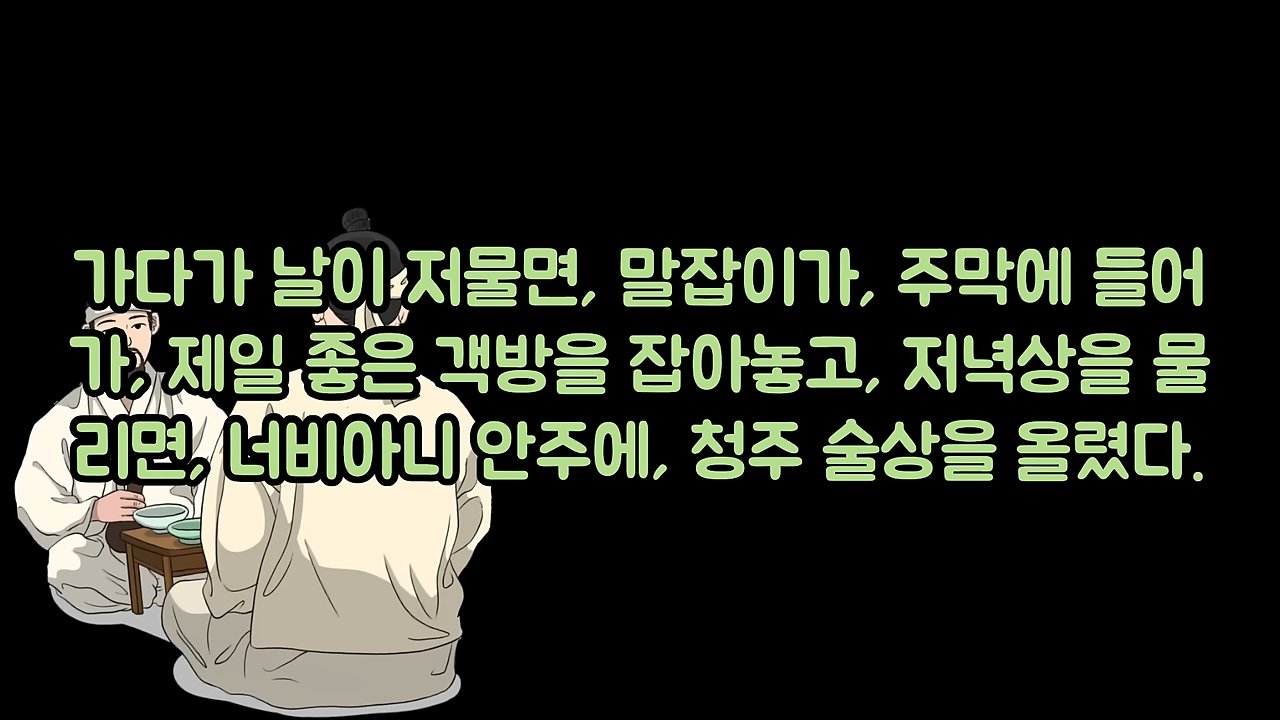 가다가 날이 저물면, 말잡이가, 주막에 들어
가, 제일 좋은 객방을 잡아놓고, 저녁상을 물
리면, 너비아니 안주에, 청주 술상을 올렸다.